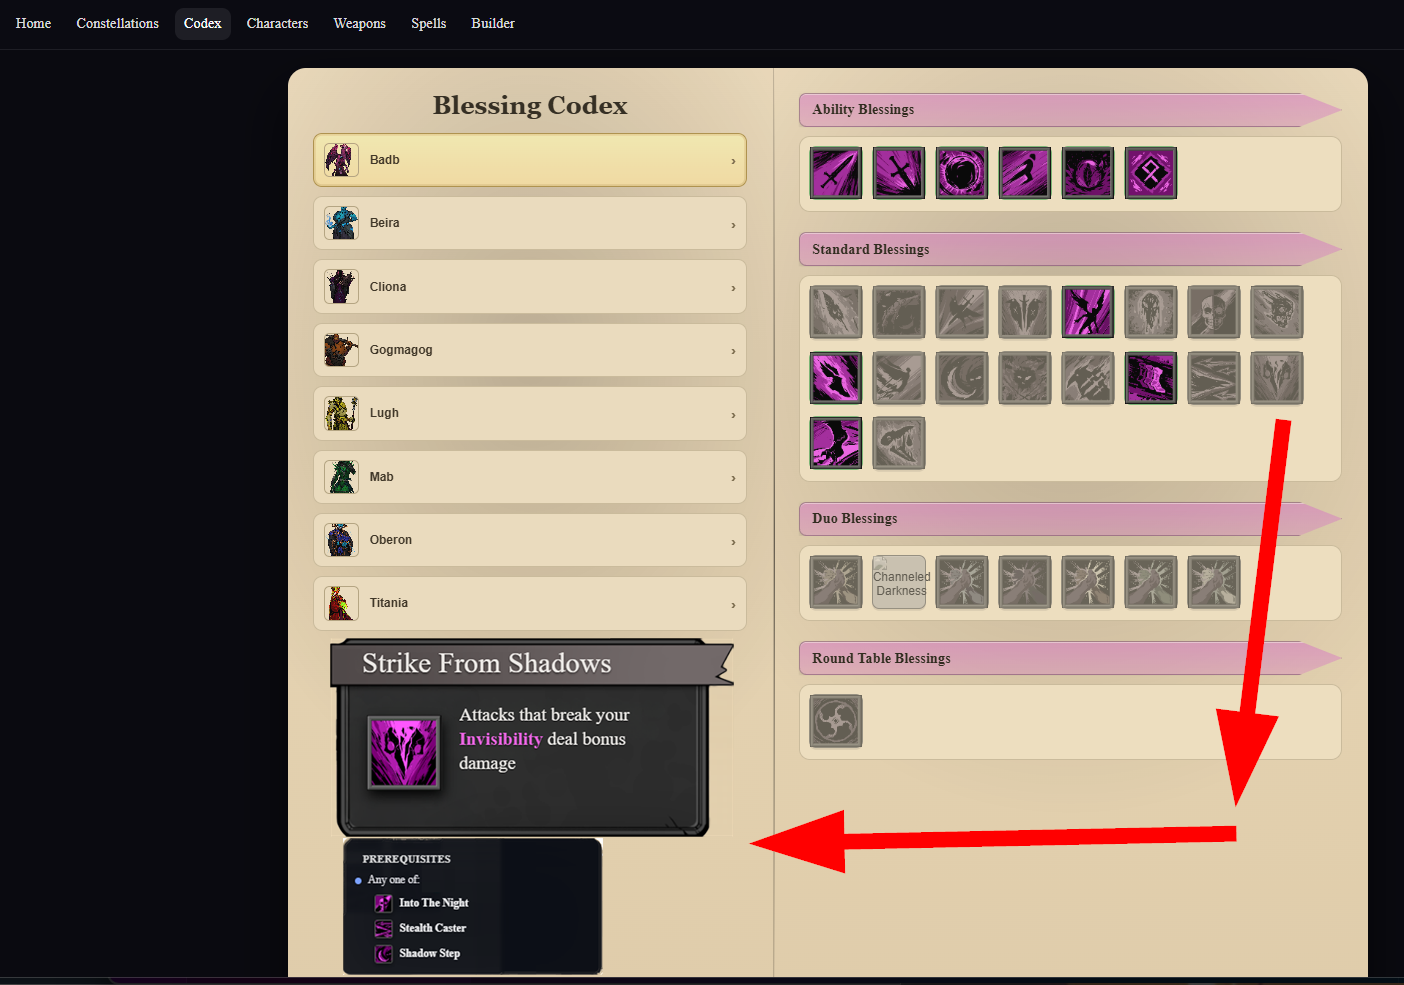 Home Constellations Codex Characters Weapons Spells Builder
Blessing Codex
Badb ›
Beira ›
Cliona ›
Gogmagog ›
Lugh ›
Mab ›
Oberon ›
Titania ›
Strike From Shadows
Attacks that break your
Invisibility deal bonus
damage
PREREQUISITES
Any one of:
Into The Night
Stealth Caster
Shadow Step
Ability Blessings
Standard Blessings
Duo Blessings
Channeled
Darkness
Round Table Blessings